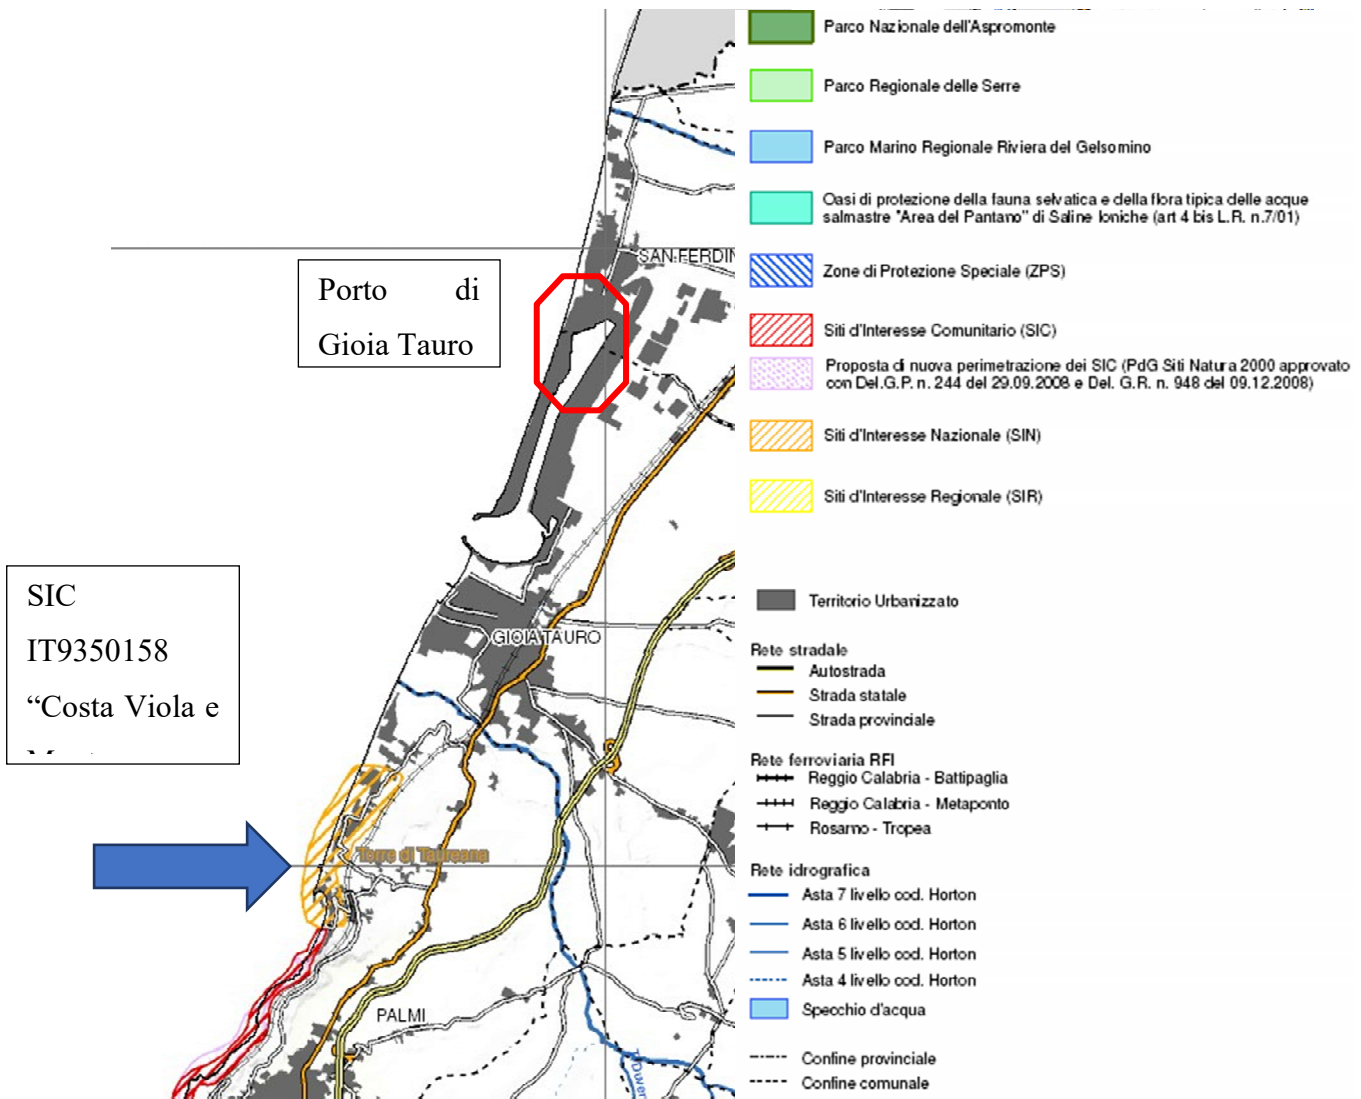 Porto di
Gioia Tauro
SIC
IT9350158
“Costa Viola e
SAN FERDIN
GIOIA TAURO
Torre di Taureana
PALMI
Parco Nazionale dell'Aspromonte
Parco Regionale delle Serre
Parco Marino Regionale Riviera del Gelsomino
Oasi di protezione della fauna selvatica e della flora tipica delle acque
salmastre "Area del Pantano" di Saline Ioniche (art 4 bis L.R. n.7/01)
Zone di Protezione Speciale (ZPS)
Siti d'Interesse Comunitario (SIC)
Proposta di nuova perimetrazione dei SIC (PdG Siti Natura 2000 approvato
con Del.G.P. n. 244 del 29.09.2008 e Del. G.R. n. 948 del 09.12.2008)
Siti d'Interesse Nazionale (SIN)
Siti d'Interesse Regionale (SIR)
Territorio Urbanizzato
Rete stradale
Autostrada
Strada statale
Strada provinciale
Rete ferroviaria RFI
Reggio Calabria - Battipaglia
Reggio Calabria - Metaponto
Rosarno - Tropea
Rete idrografica
Asta 7 livello cod. Horton
Asta 6 livello cod. Horton
Asta 5 livello cod. Horton
Asta 4 livello cod. Horton
Specchio d'acqua
Confine provinciale
Confine comunale